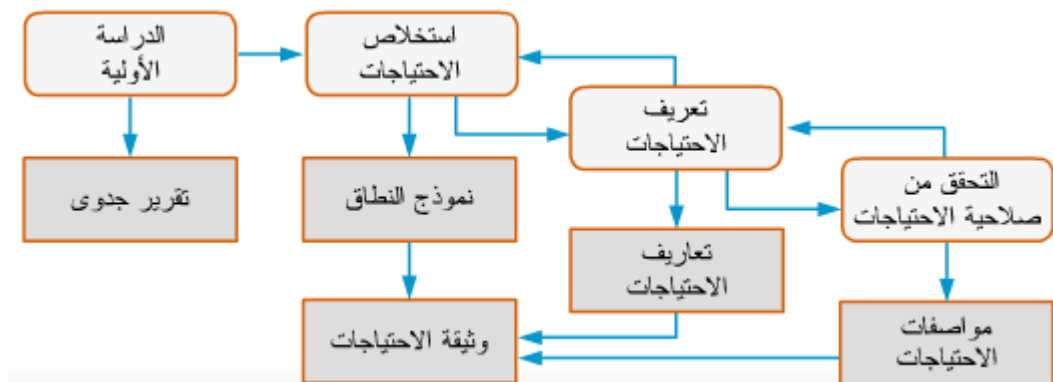 الدراسة
الأولية
استخلاص
الاحتياجات
تعريف
الاحتياجات
التحقق من
صلاحية الاحتياجات
تقرير جدوى
نموذج النطاق
تعاريف
الاحتياجات
مواصفات
الاحتياجات
وثيقة الاحتياجات